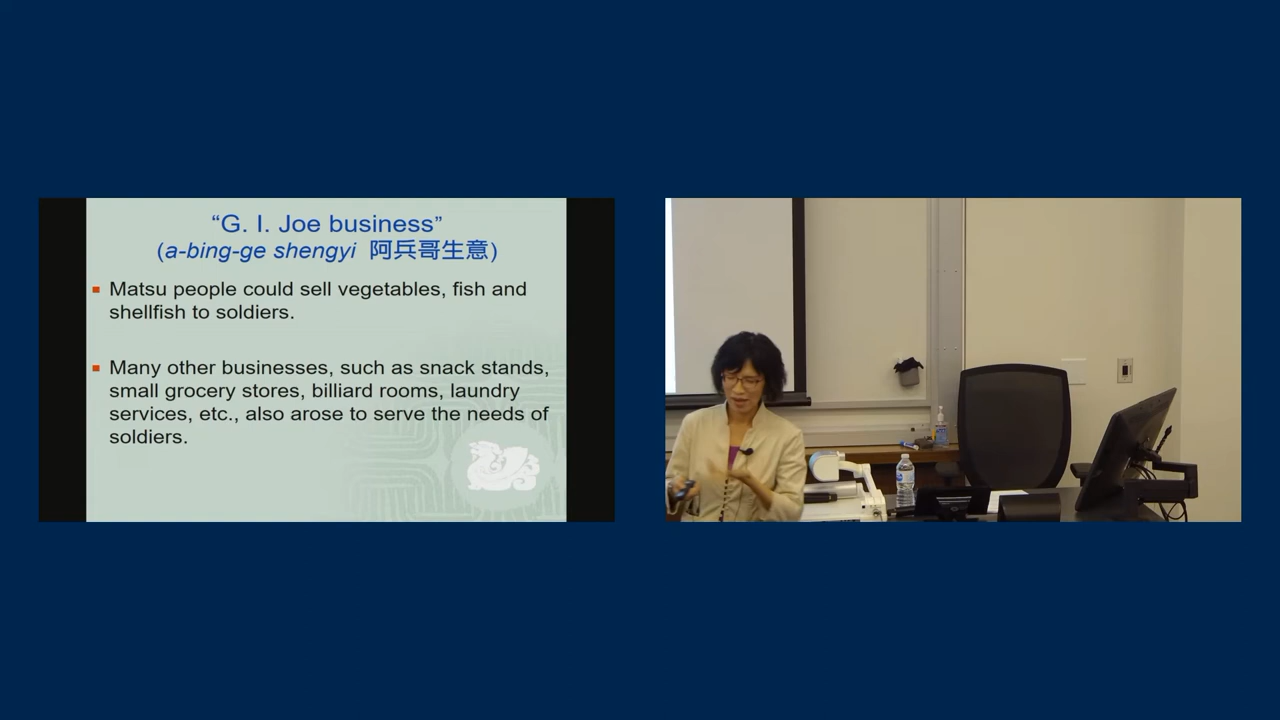 “G. I. Joe business”
(a-bing-ge shengyi 阿兵哥生意)
Matsu people could sell vegetables, fish and
shellfish to soldiers.
Many other businesses, such as snack stands,
small grocery stores, billiard rooms, laundry
services, etc., also arose to serve the needs of
soldiers.